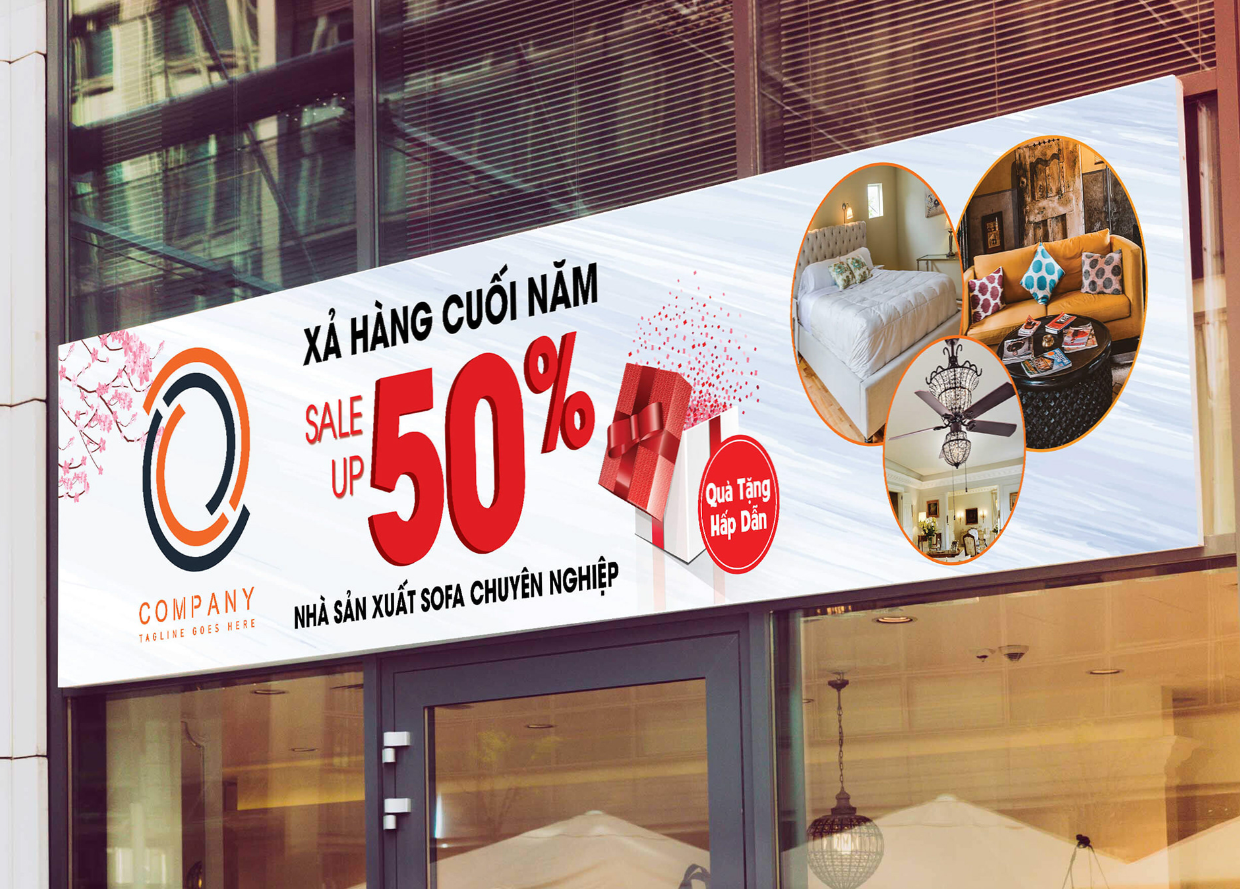 XẢ HÀNG CUỐI NĂM
SALE
UP
50%
NHÀ SẢN XUẤT SOFA CHUYÊN NGHIỆP
Quà Tặng
Hấp Dẫn
COMPANY
TAGLINE GOES HERE